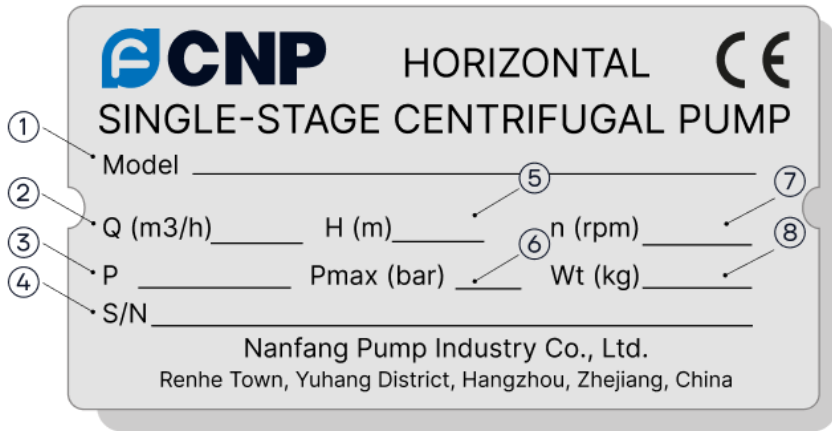 CNP HORIZONTAL CE
SINGLE-STAGE CENTRIFUGAL PUMP
① Model
⑤ ⑦
② Q (m3/h) H (m) n (rpm)
⑥ ⑧
③ P Pmax (bar) Wt (kg)
④ S/N
Nanfang Pump Industry Co., Ltd.
Renhe Town, Yuhang District, Hangzhou, Zhejiang, China